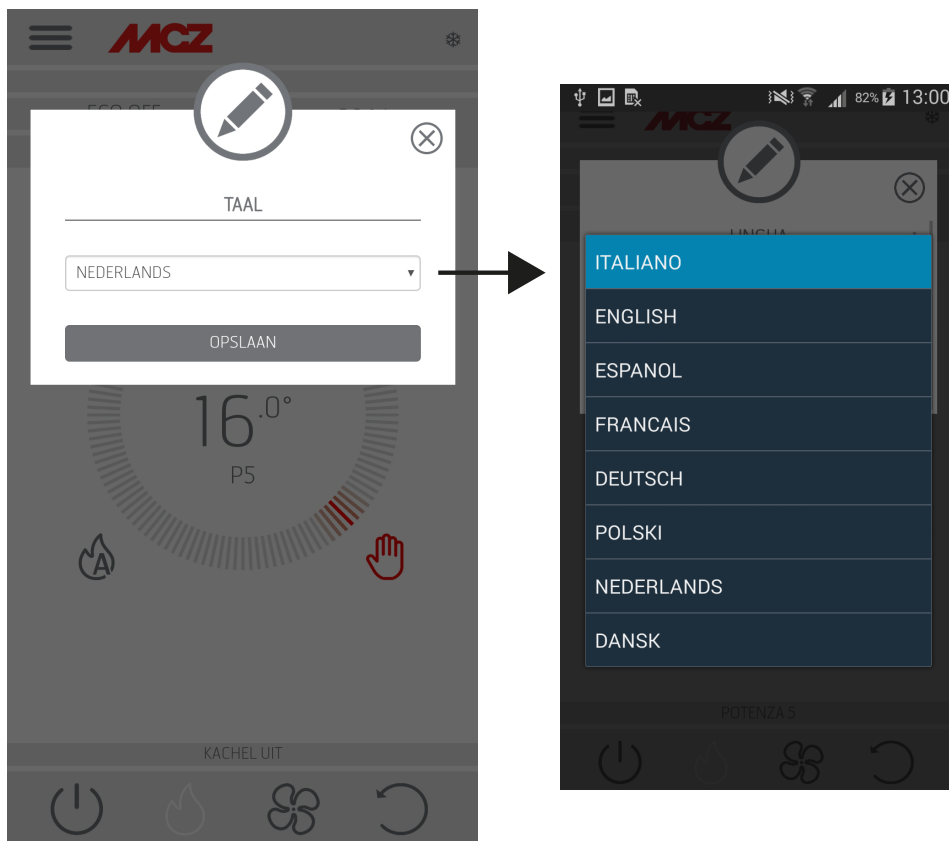 MCZ
TAAL
NEDERLANDS
OPSLAAN
16.0°
P5
A
KACHEL UIT
82% 13:00
MCZ
LINGUA
ITALIANO
ENGLISH
ESPANOL
FRANCAIS
DEUTSCH
POLSKI
NEDERLANDS
DANSK
POTENZA 5